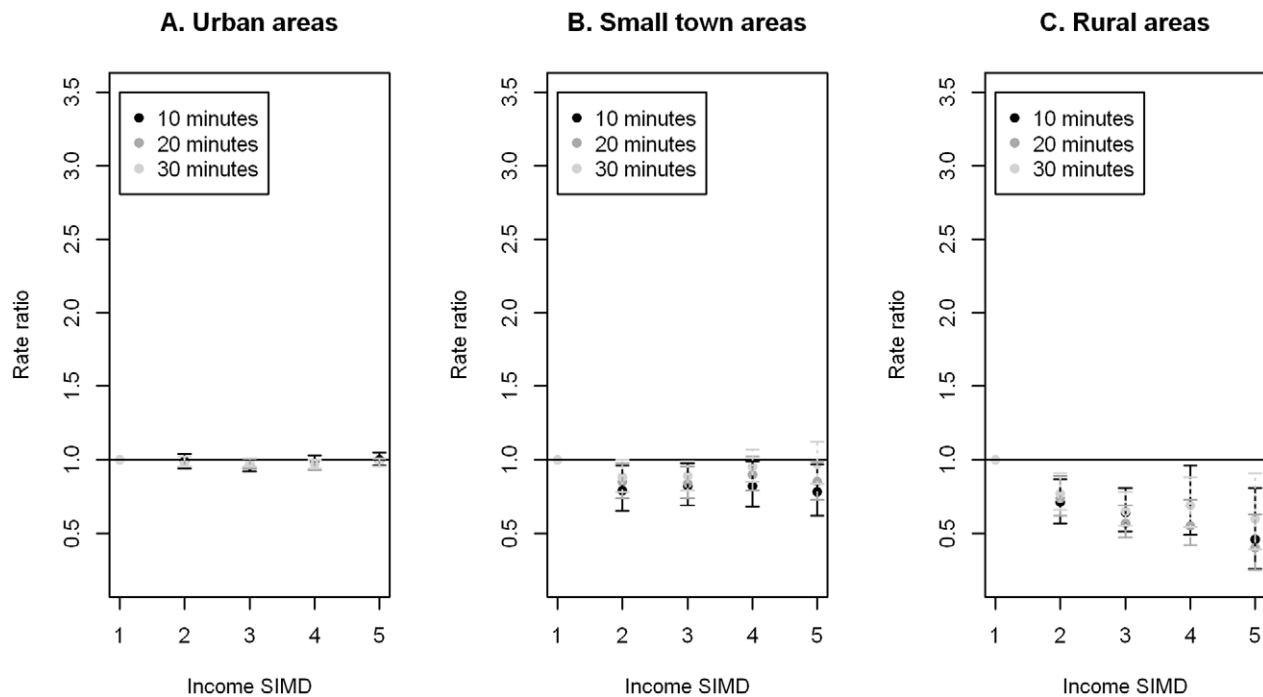 A. Urban areas
10 minutes
20 minutes
30 minutes
Rate ratio
3.5
3.0
2.5
2.0
1.5
1.0
0.5
1 2 3 4 5
Income SIMD
B. Small town areas
10 minutes
20 minutes
30 minutes
Rate ratio
3.5
3.0
2.5
2.0
1.5
1.0
0.5
1 2 3 4 5
Income SIMD
C. Rural areas
10 minutes
20 minutes
30 minutes
Rate ratio
3.5
3.0
2.5
2.0
1.5
1.0
0.5
1 2 3 4 5
Income SIMD